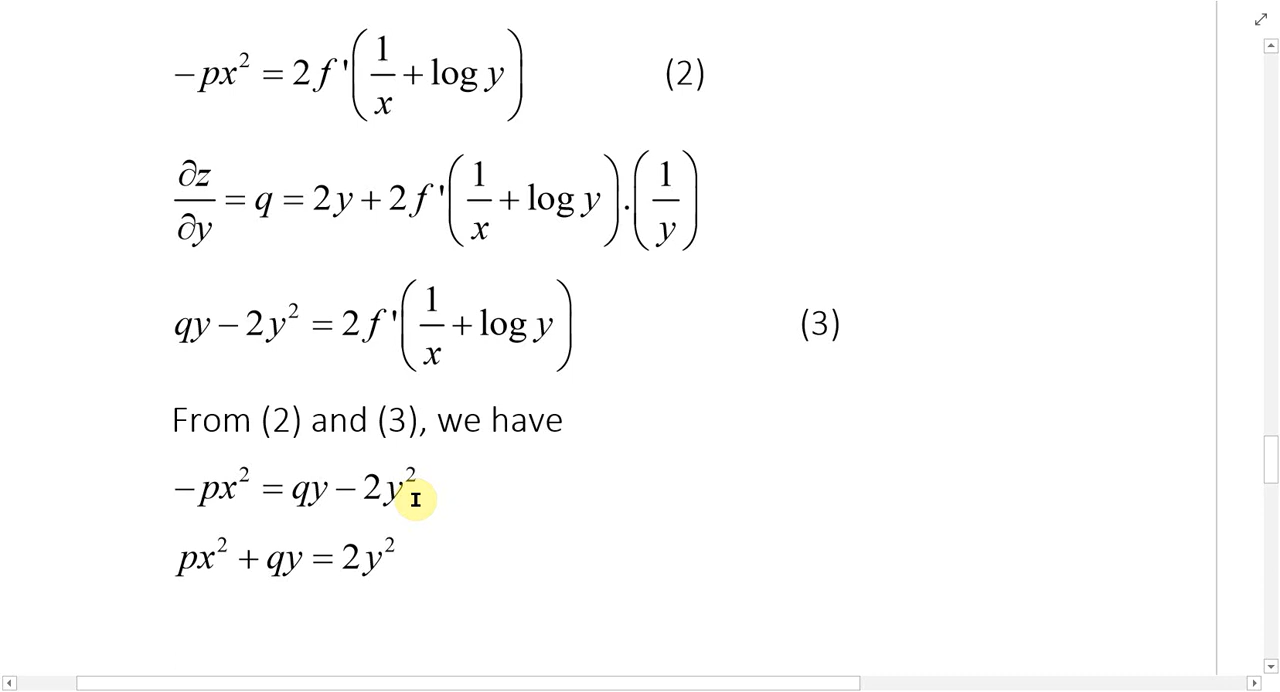 −px² = 2f'(1/x + log y) (2)
∂z/∂y = q = 2y + 2f'(1/x + log y).(1/y)
qy − 2y² = 2f'(1/x + log y) (3)
From (2) and (3), we have
−px² = qy − 2y²
px² + qy = 2y²